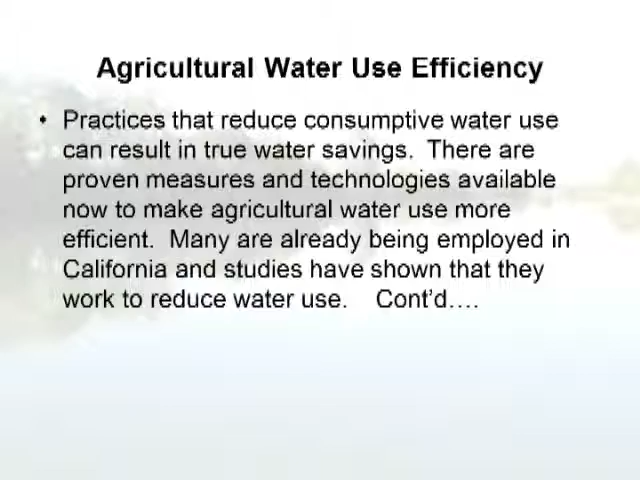 Agricultural Water Use Efficiency
• Practices that reduce consumptive water use
can result in true water savings.  There are
proven measures and technologies available
now to make agricultural water use more
efficient.  Many are already being employed in
California and studies have shown that they
work to reduce water use.    Cont'd….